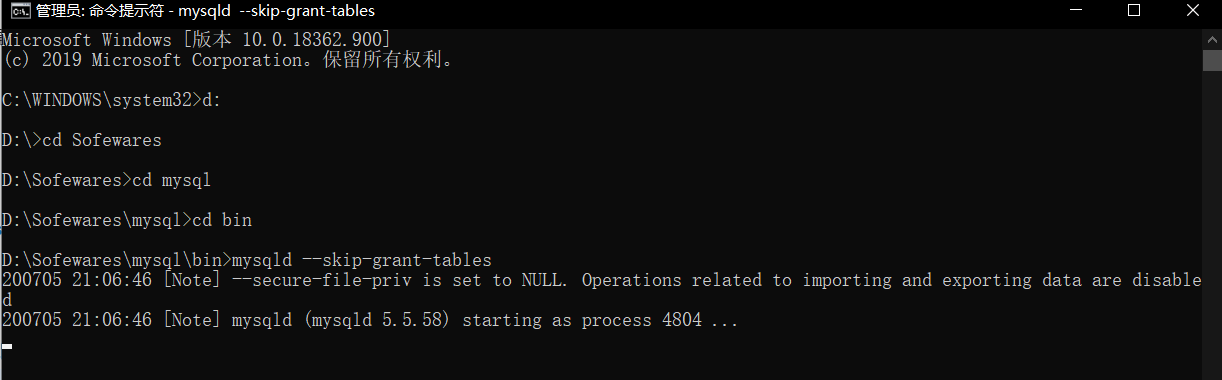 管理员: 命令提示符 - mysqld  --skip-grant-tables
Microsoft Windows [版本 10.0.18362.900]
(c) 2019 Microsoft Corporation。保留所有权利。
C:\WINDOWS\system32>d:
D:\>cd Sofewares
D:\Sofewares>cd mysql
D:\Sofewares\mysql>cd bin
D:\Sofewares\mysql\bin>mysqld --skip-grant-tables
200705 21:06:46 [Note] --secure-file-priv is set to NULL. Operations related to importing and exporting data are disable
d
200705 21:06:46 [Note] mysqld (mysqld 5.5.58) starting as process 4804 ...